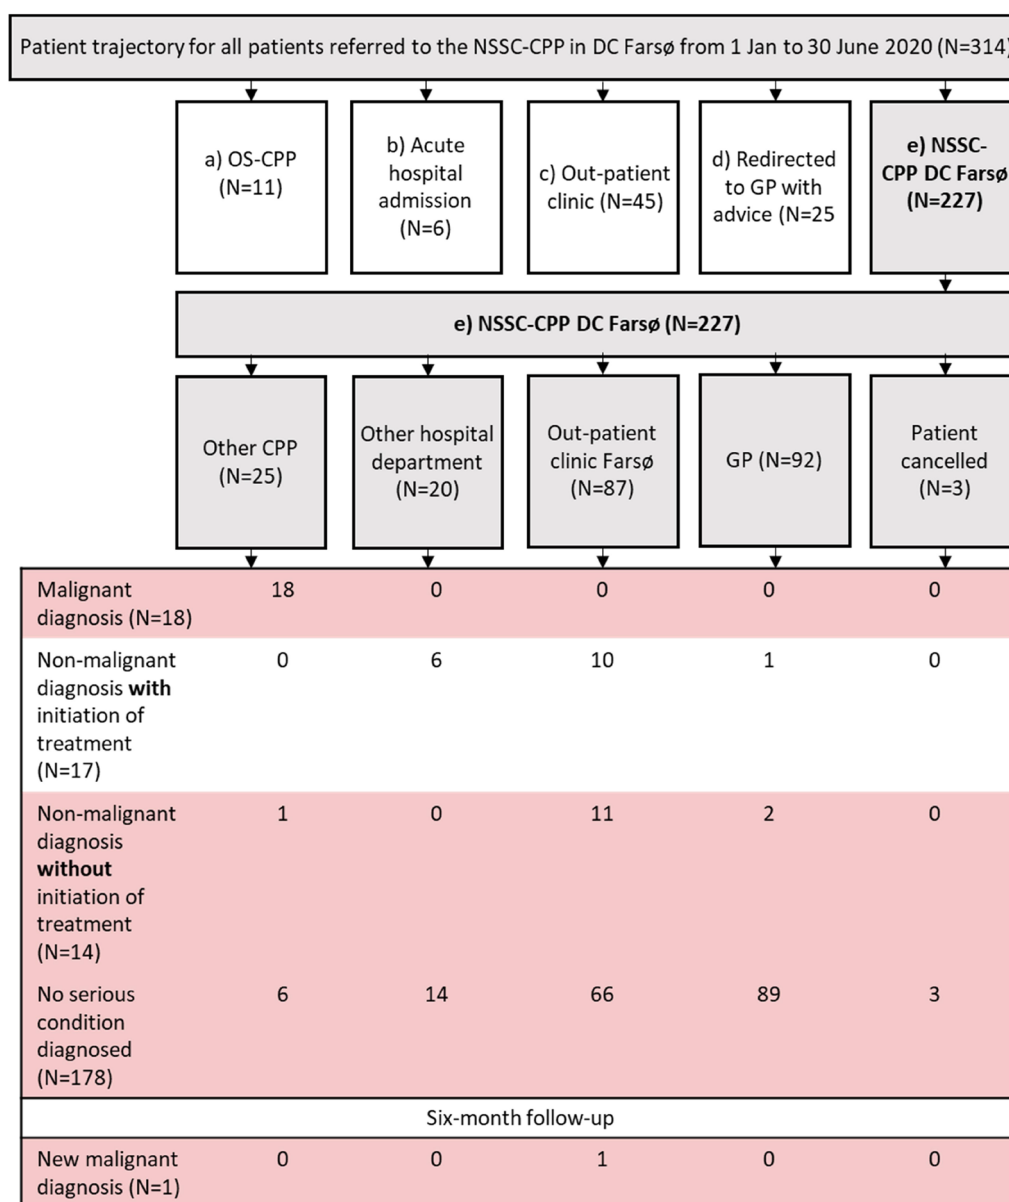 Patient trajectory for all patients referred to the NSSC-CPP in DC Farsø from 1 Jan to 30 June 2020 (N=314)
a) OS-CPP
(N=11)
b) Acute
hospital
admission
(N=6)
c) Out-patient
clinic (N=45)
d) Redirected
to GP with
advice (N=25
e) NSSC-
CPP DC Farsø
(N=227)
e) NSSC-CPP DC Farsø (N=227)
Other CPP
(N=25)
Other hospital
department
(N=20)
Out-patient
clinic Farsø
(N=87)
GP (N=92)
Patient
cancelled
(N=3)
Malignant 18 0 0 0 0
diagnosis (N=18)
Non-malignant 0 6 10 1 0
diagnosis with
initiation of
treatment
(N=17)
Non-malignant 1 0 11 2 0
diagnosis
without
initiation of
treatment
(N=14)
No serious 6 14 66 89 3
condition
diagnosed
(N=178)
Six-month follow-up
New malignant 0 0 1 0 0
diagnosis (N=1)